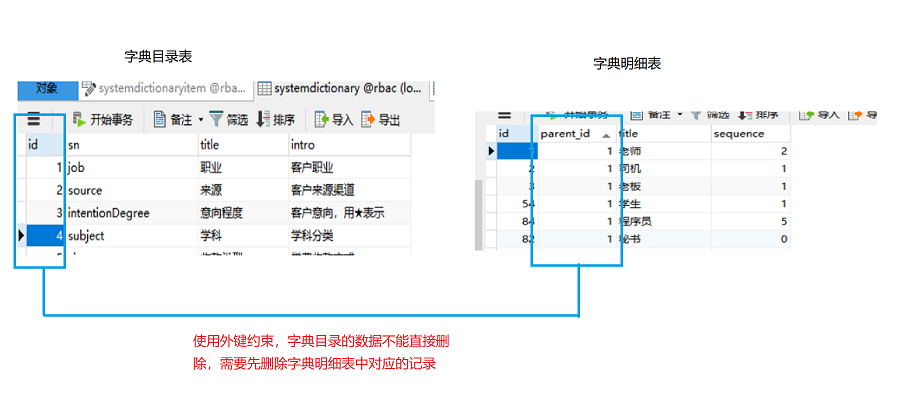 字典目录表
字典明细表
对象 systemdictionaryitem @rba... systemdictionary @rbac (lo...
开始事务 备注 筛选 排序 导入 导出
id sn title intro
1 job 职业 客户职业
2 source 来源 客户来源渠道
3 intentionDegree 意向程度 客户意向，用★表示
4 subject 学科 学科分类
开始事务 备注 筛选 排序 导入 导
id parent_id title sequence
1 1 老师 2
2 1 司机 1
3 1 老板 1
54 1 学生 1
84 1 程序员 5
82 1 秘书 0
使用外键约束，字典目录的数据不能直接删
除，需要先删除字典明细表中对应的记录